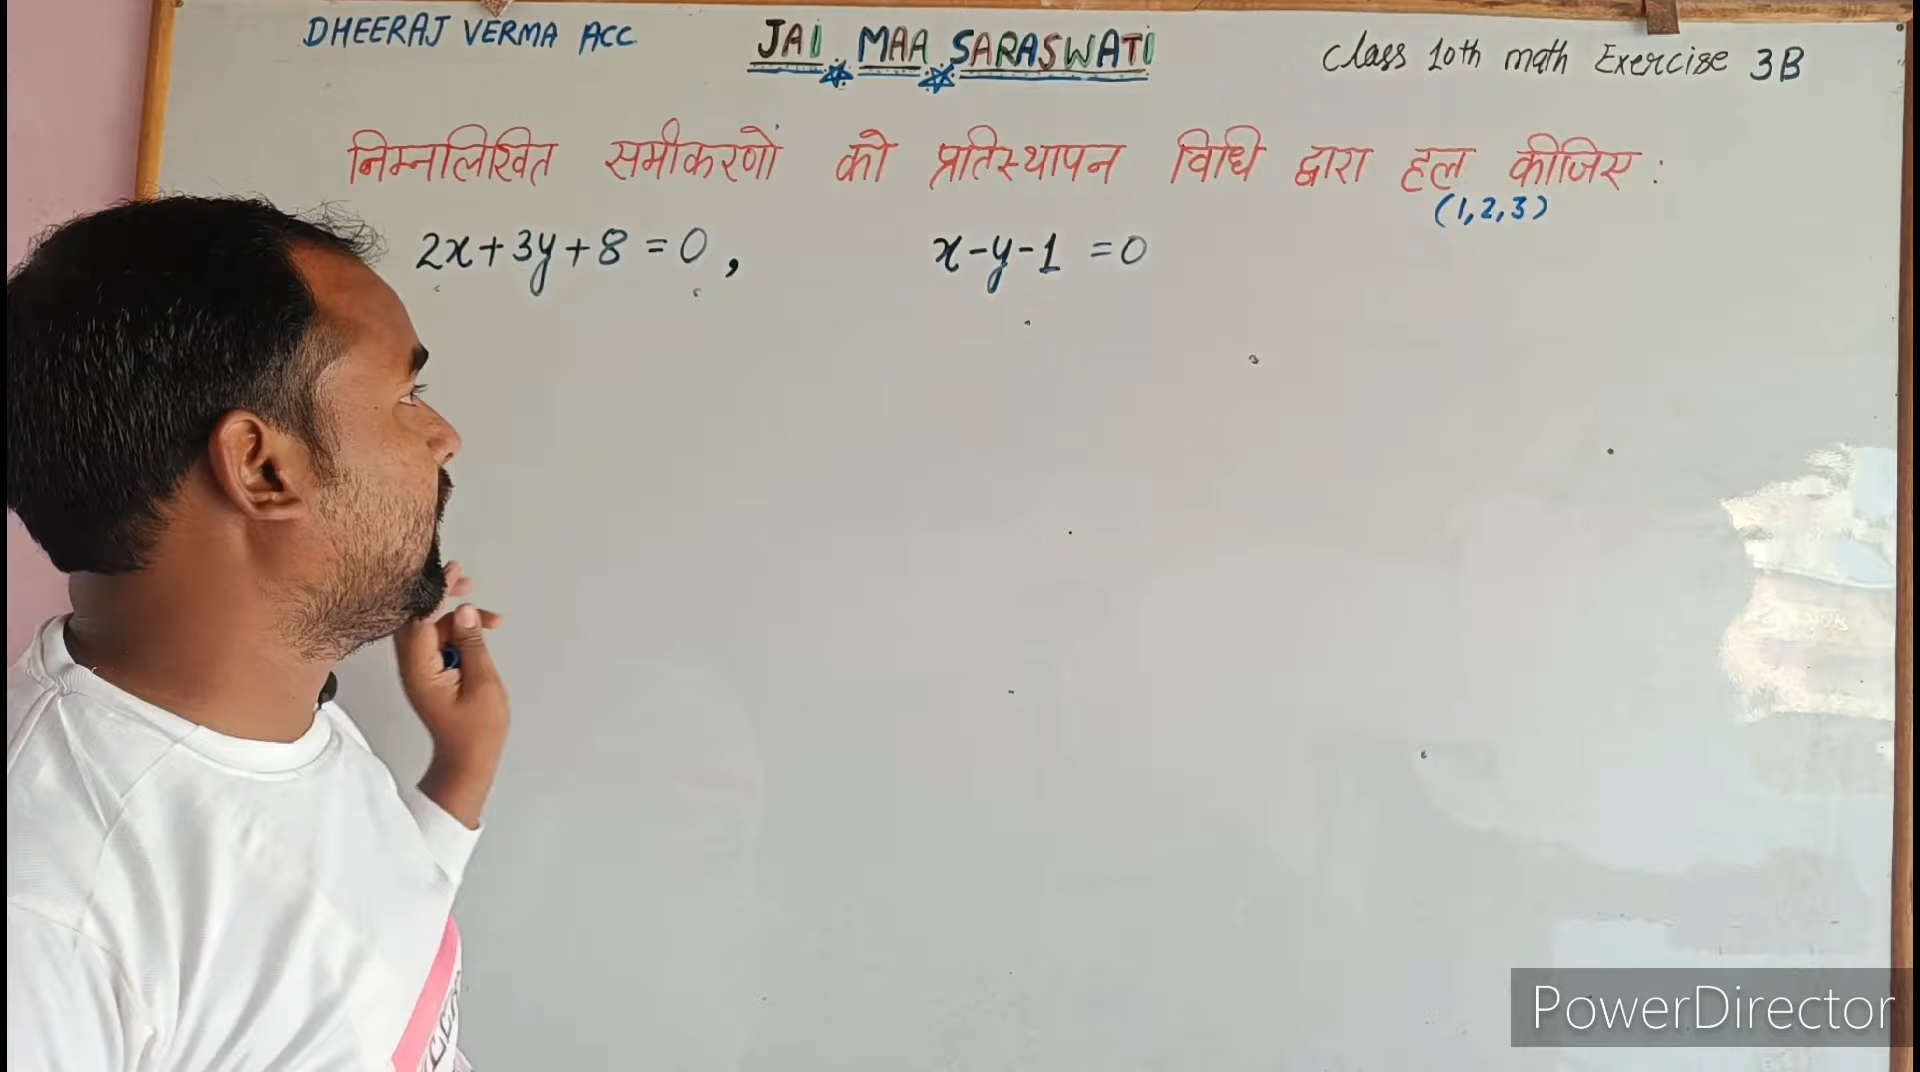 DHEERAJ VERMA ACC.
JAI MAA SARASWATI
Class 10th math Exercise 3B
निम्नलिखित समीकरणों को प्रतिस्थापन विधि द्वारा हल कीजिए :
(1,2,3)
2x+3y+8=0, x-y-1=0
PowerDirector